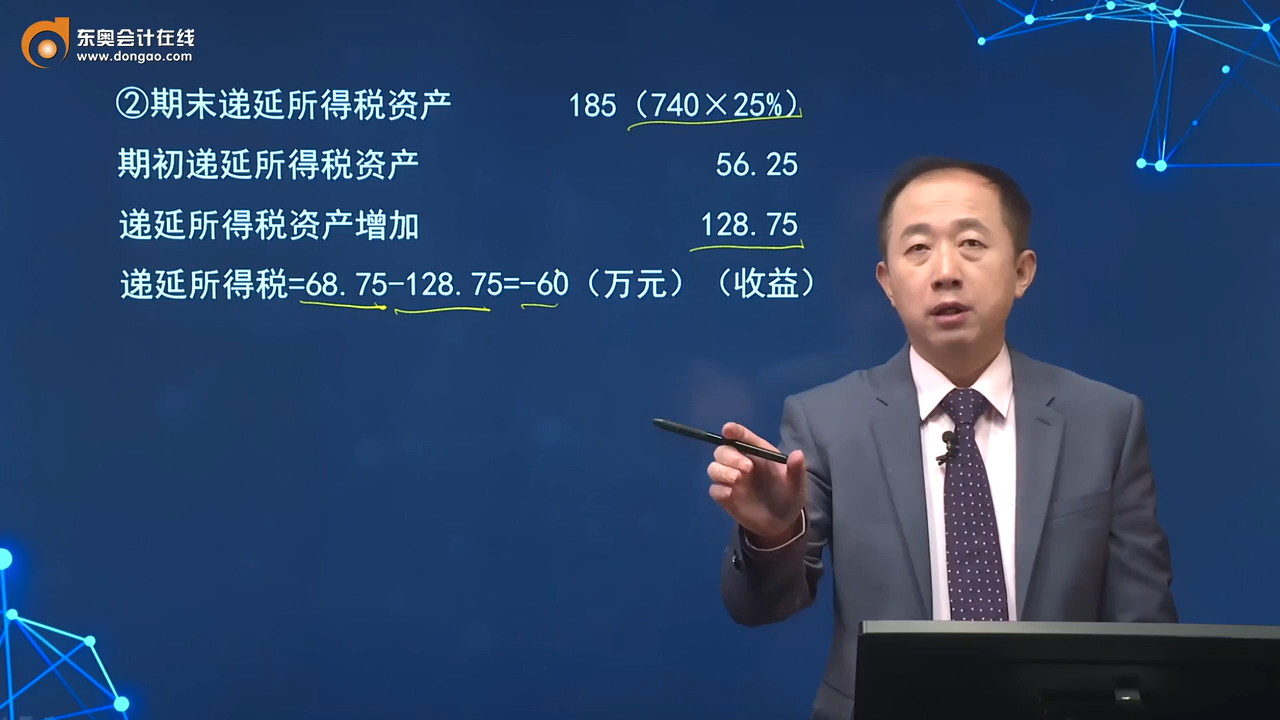 东奥会计在线
www.dongao.com
②期末递延所得税资产 185（740×25%）
期初递延所得税资产 56.25
递延所得税资产增加 128.75
递延所得税=68.75-128.75=-60（万元）（收益）